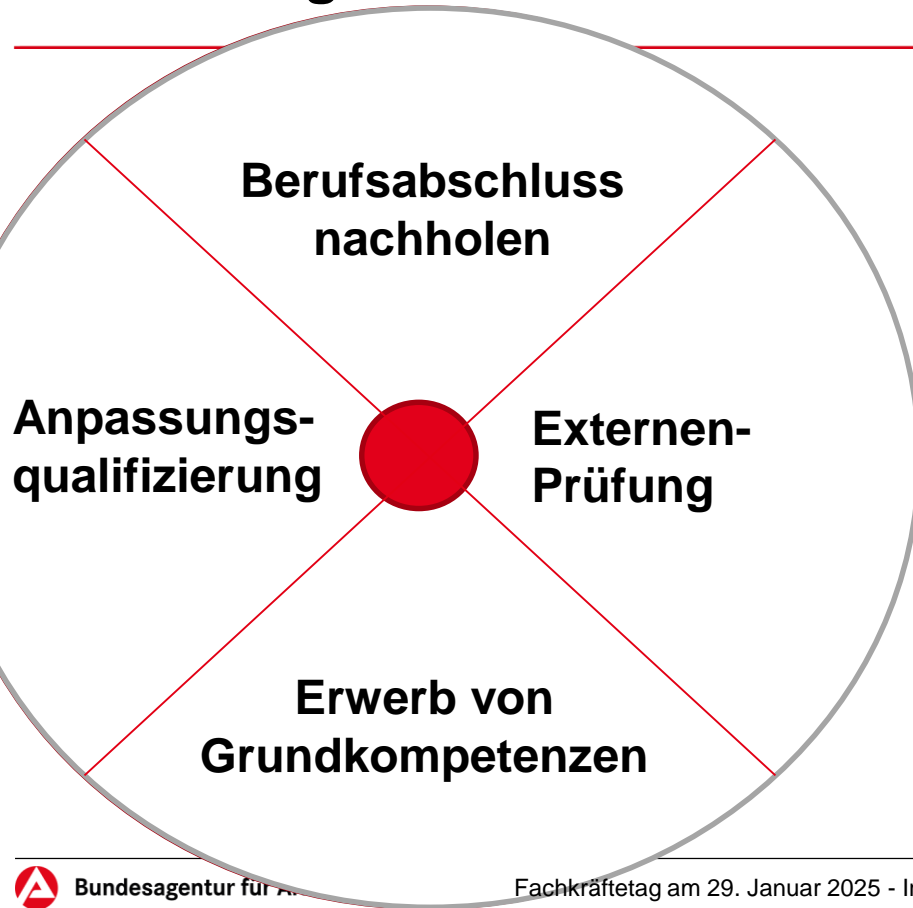 Berufsabschluss
nachholen
Anpassungs-
qualifizierung
Externen-
Prüfung
Erwerb von
Grundkompetenzen
Bundesagentur für
Fachkräftetag am 29. Januar 2025 -